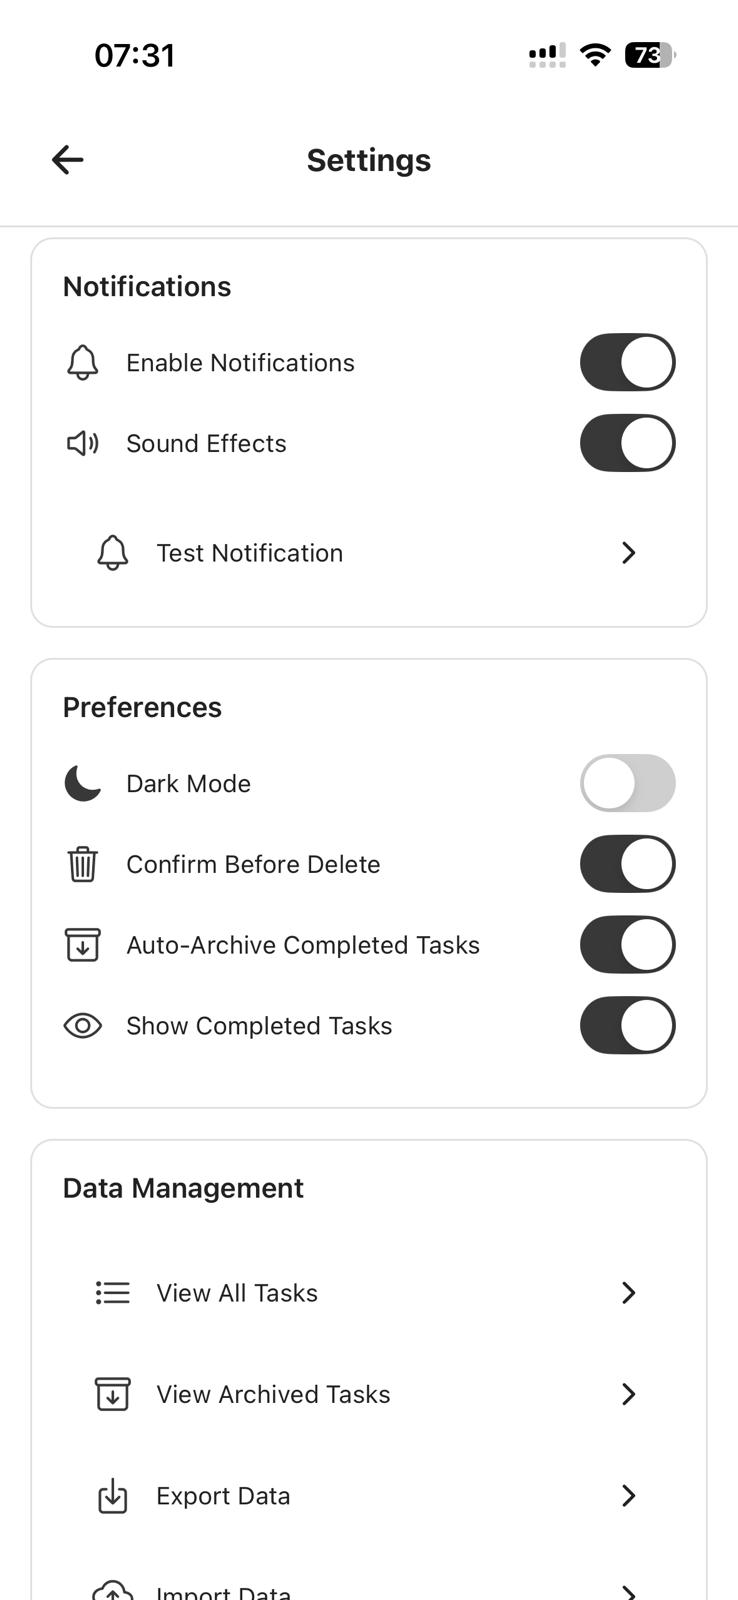 07:31
73
Settings
Notifications
Enable Notifications
Sound Effects
Test Notification
Preferences
Dark Mode
Confirm Before Delete
Auto-Archive Completed Tasks
Show Completed Tasks
Data Management
View All Tasks
View Archived Tasks
Export Data
Import Data